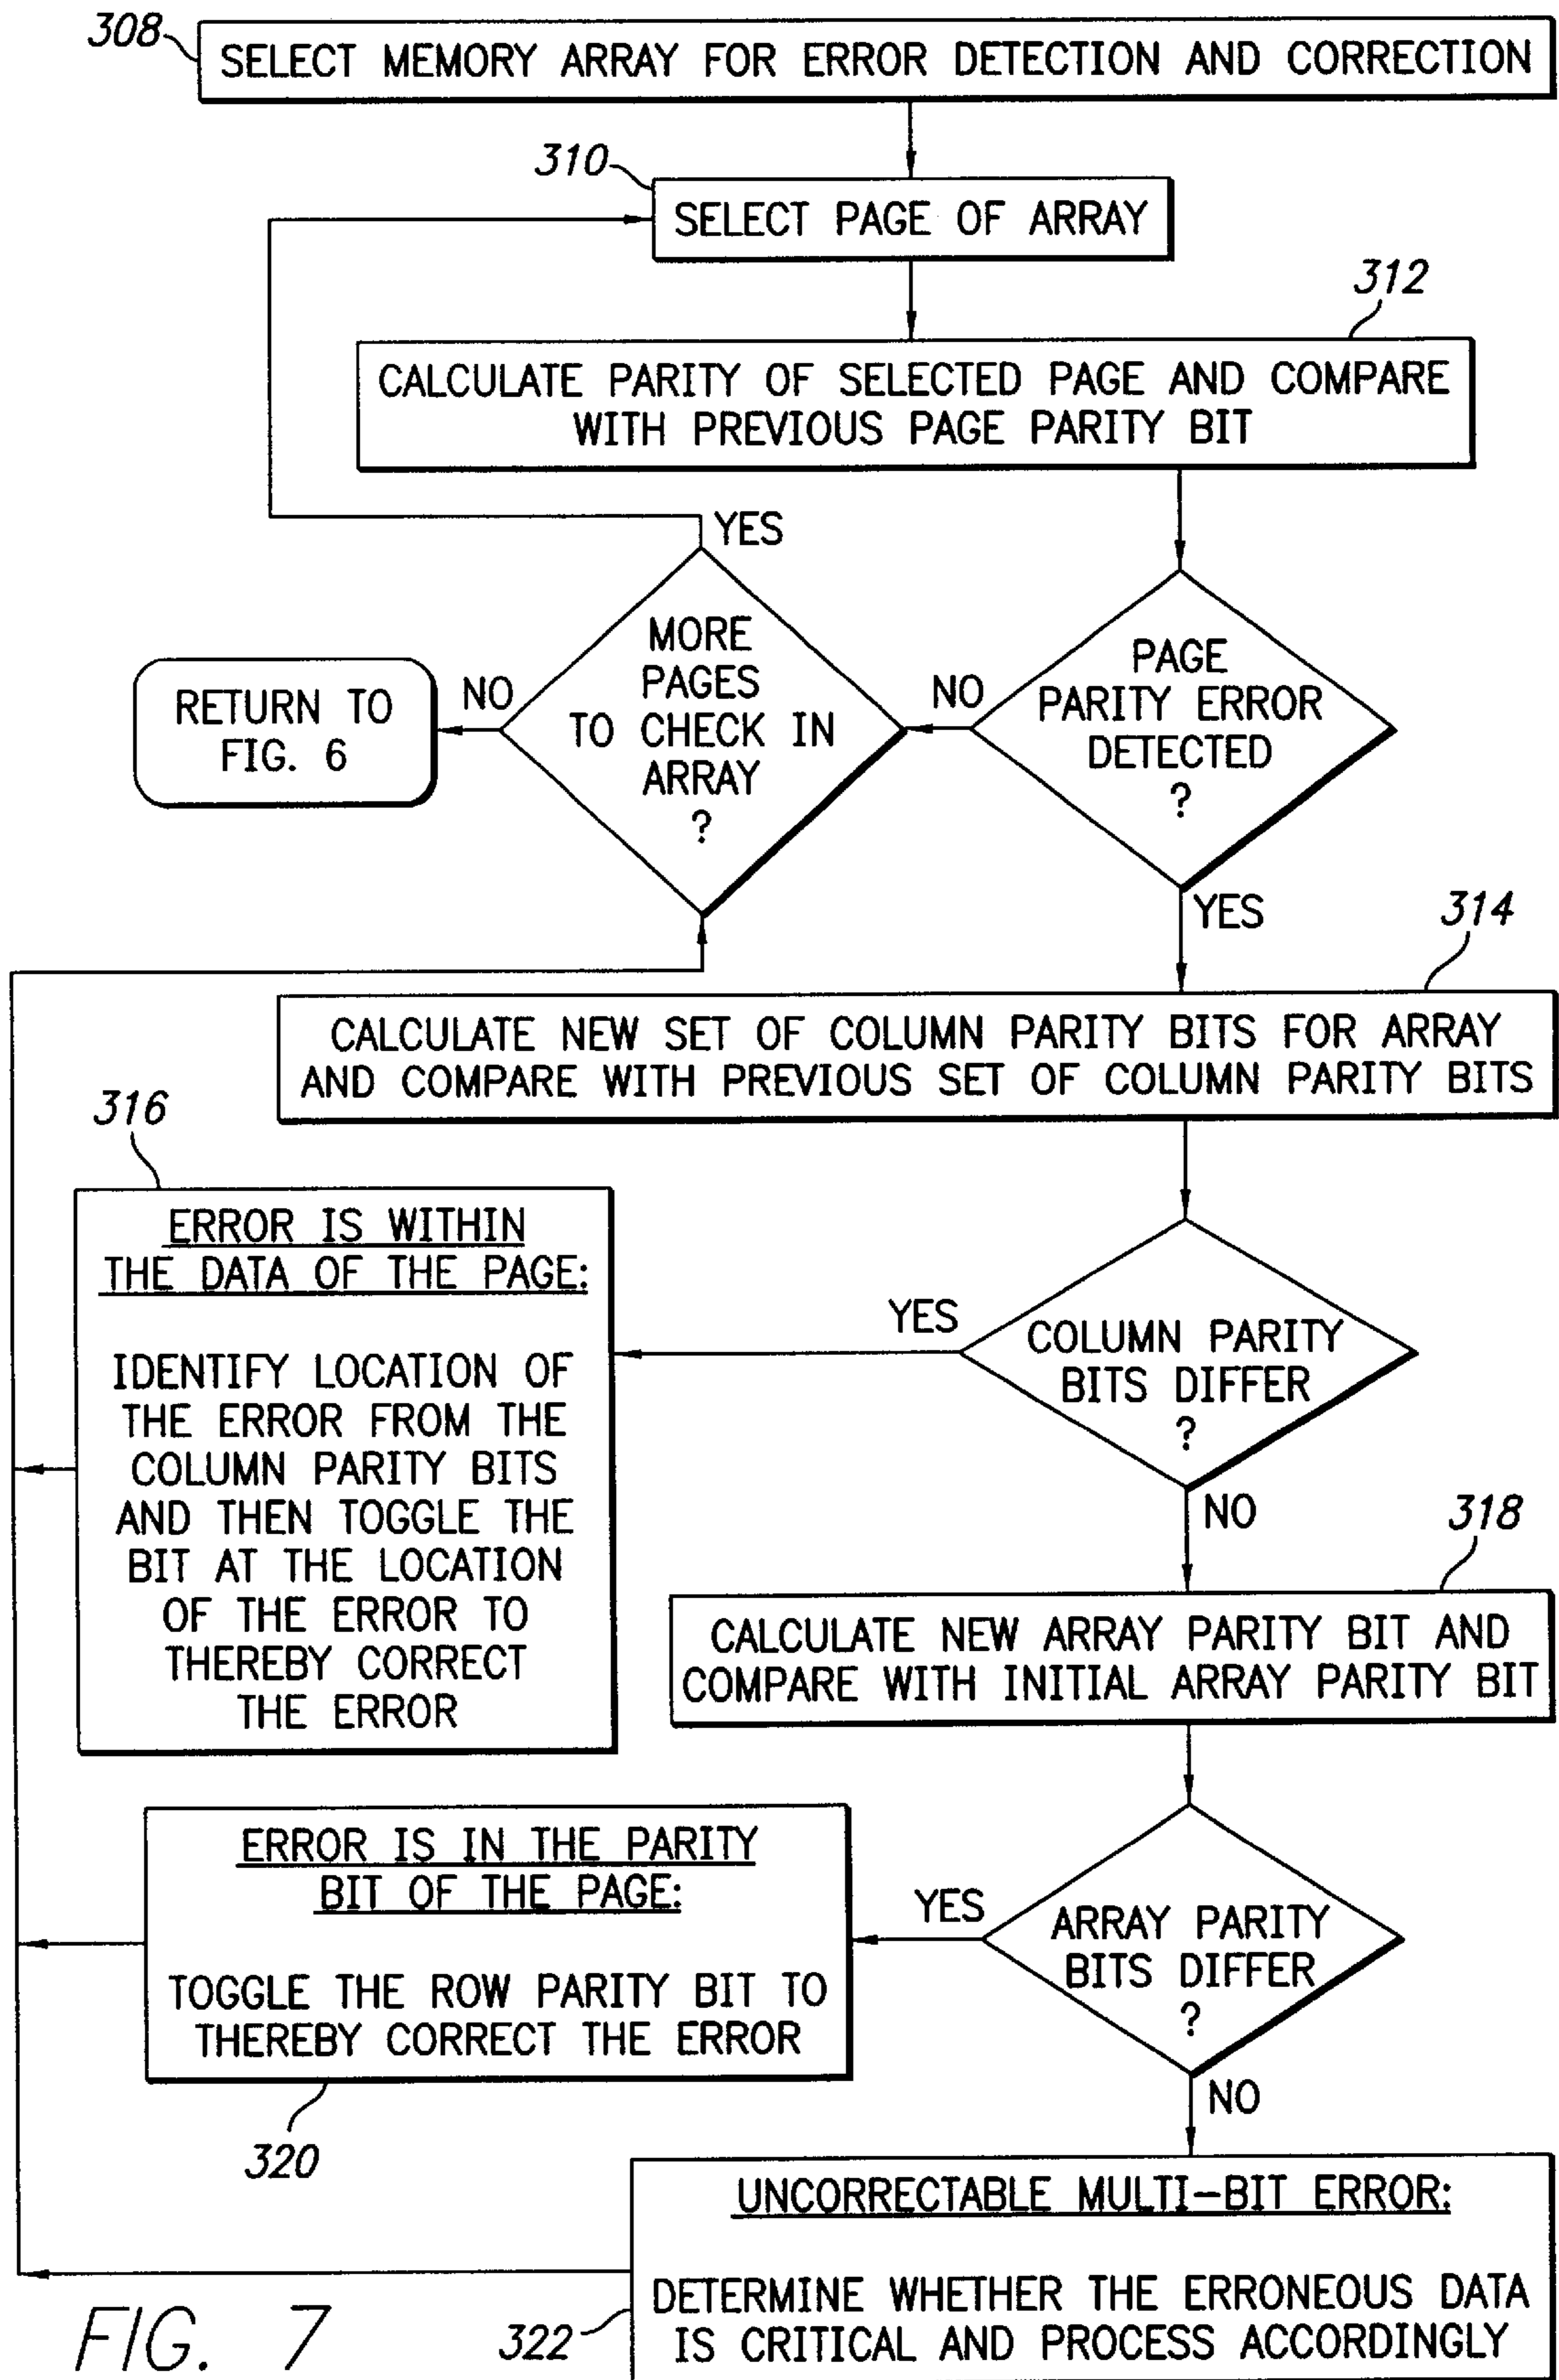 308
SELECT MEMORY ARRAY FOR ERROR DETECTION AND CORRECTION
310
SELECT PAGE OF ARRAY
312
CALCULATE PARITY OF SELECTED PAGE AND COMPARE
WITH PREVIOUS PAGE PARITY BIT
YES
MORE
PAGES
TO CHECK IN
ARRAY
?
NO
RETURN TO
FIG. 6
NO
PAGE
PARITY ERROR
DETECTED
?
YES
314
CALCULATE NEW SET OF COLUMN PARITY BITS FOR ARRAY
AND COMPARE WITH PREVIOUS SET OF COLUMN PARITY BITS
316
ERROR IS WITHIN
THE DATA OF THE PAGE:
IDENTIFY LOCATION OF
THE ERROR FROM THE
COLUMN PARITY BITS
AND THEN TOGGLE THE
BIT AT THE LOCATION
OF THE ERROR TO
THEREBY CORRECT
THE ERROR
YES
COLUMN PARITY
BITS DIFFER
?
NO
318
CALCULATE NEW ARRAY PARITY BIT AND
COMPARE WITH INITIAL ARRAY PARITY BIT
ERROR IS IN THE PARITY
BIT OF THE PAGE:
TOGGLE THE ROW PARITY BIT TO
THEREBY CORRECT THE ERROR
320
YES
ARRAY PARITY
BITS DIFFER
?
NO
UNCORRECTABLE MULTI-BIT ERROR:
DETERMINE WHETHER THE ERRONEOUS DATA
IS CRITICAL AND PROCESS ACCORDINGLY
322
FIG. 7